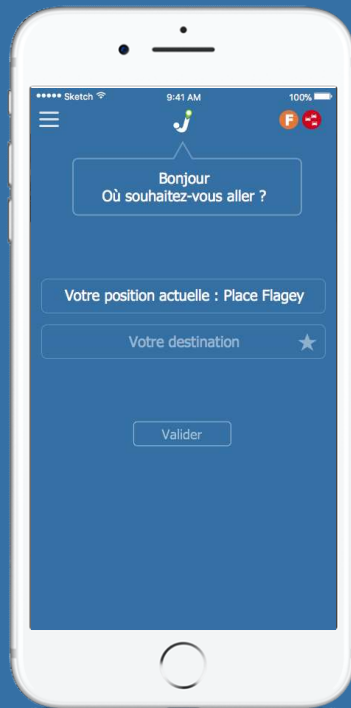 Sketch 9:41 AM 100%
J F
Bonjour
Où souhaitez-vous aller ?
Votre position actuelle : Place Flagey
Votre destination
Valider